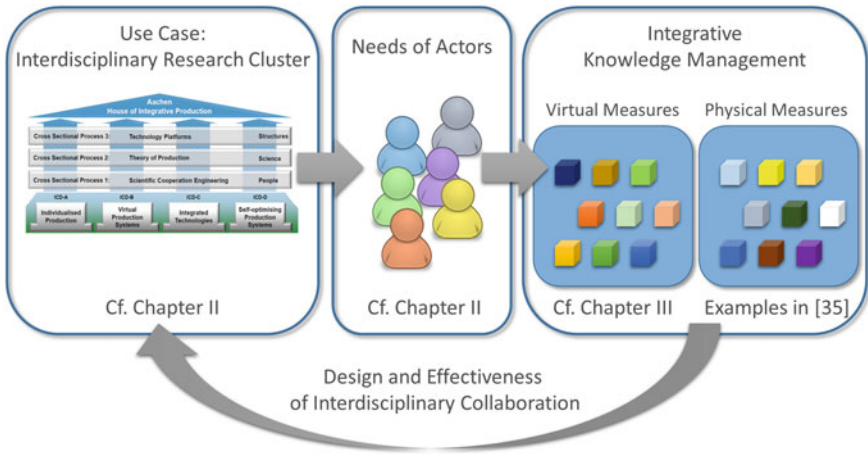 Use Case:
Interdisciplinary Research Cluster
Aachen
House of Integrative Production
Cross Sectional Process 3: Technology Platforms Structures
Cross Sectional Process 2: Theory of Production Science
Cross Sectional Process 1: Scientific Cooperation Engineering People
ICD-A ICD-B ICD-C ICD-D
Individualised
Production
Virtual
Production
Systems
Integrated
Technologies
Self-optimising
Production
Systems
Cf. Chapter II
Needs of Actors
Cf. Chapter II
Integrative
Knowledge Management
Virtual Measures
Physical Measures
Cf. Chapter III
Examples in [35]
Design and Effectiveness
of Interdisciplinary Collaboration